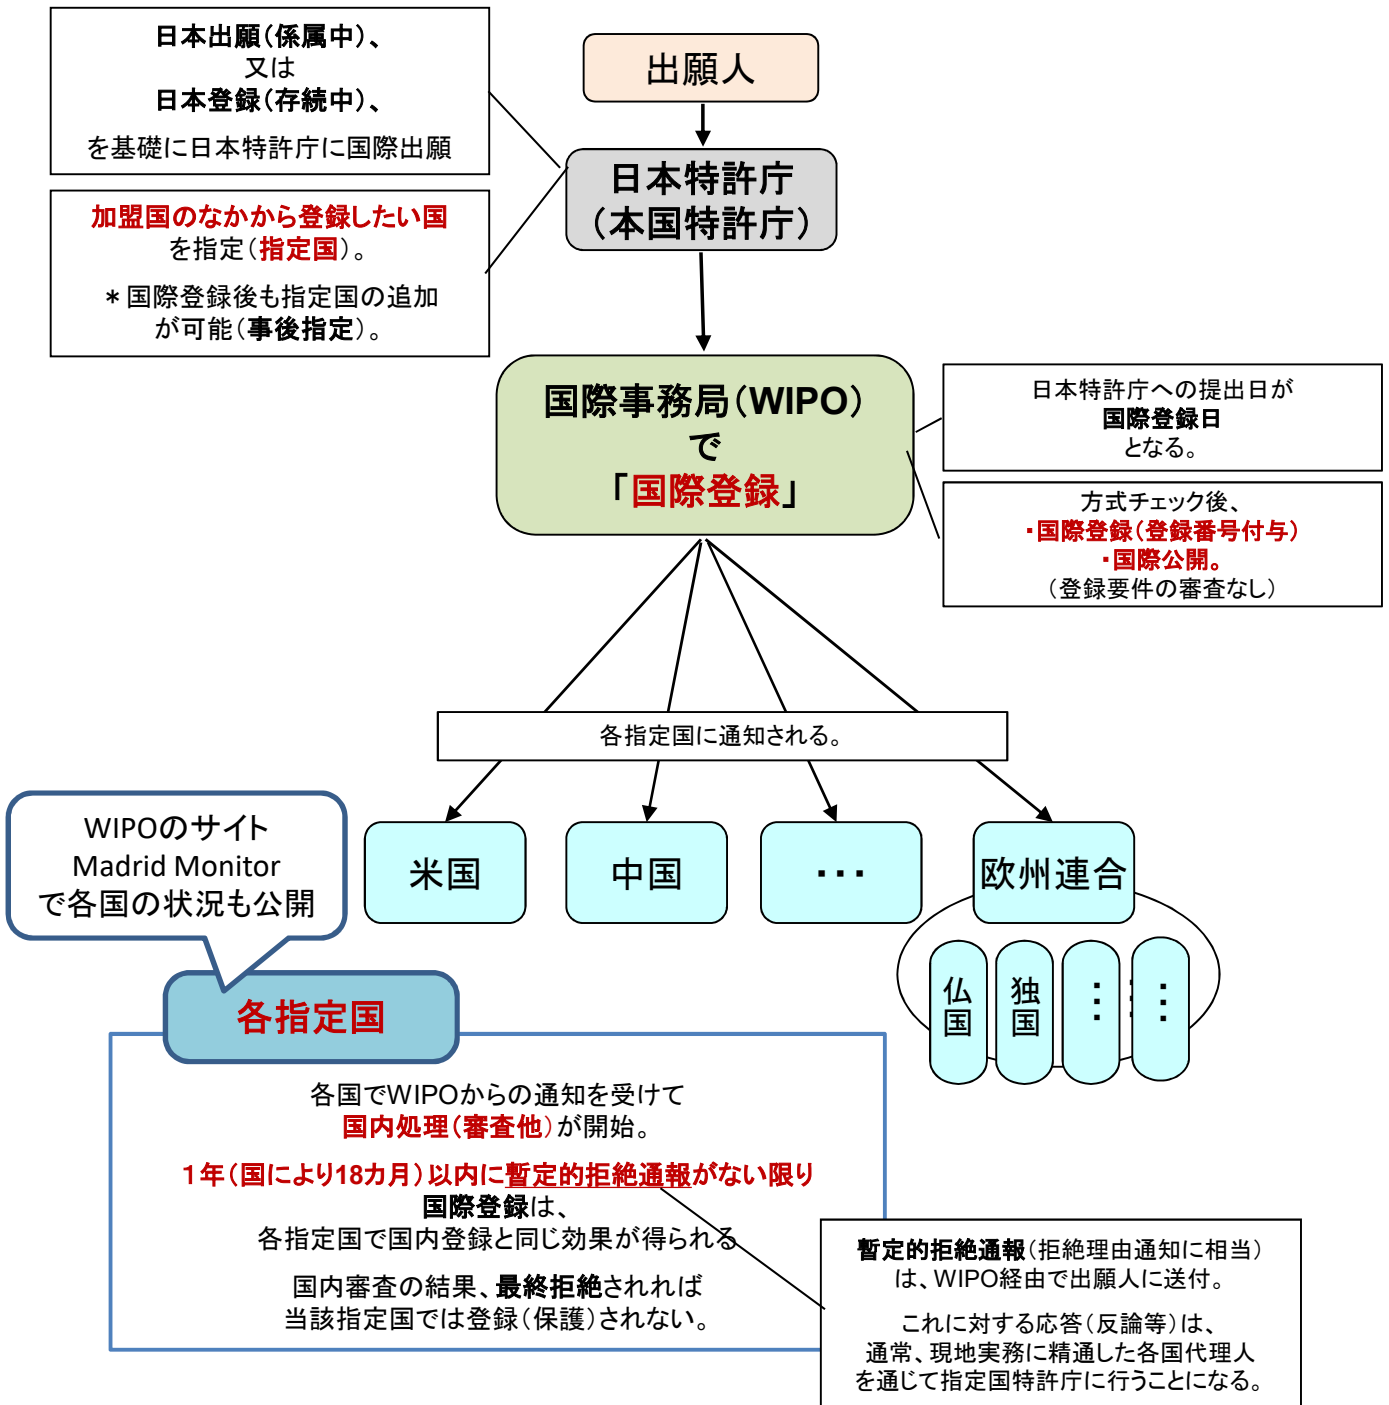 日本出願（係属中）、
又は
日本登録（存続中）、
を基礎に日本特許庁に国際出願
出願人
日本特許庁
（本国特許庁）
加盟国のなかから登録したい国
を指定（指定国）。
＊国際登録後も指定国の追加
が可能（事後指定）。
国際事務局（WIPO）
で
「国際登録」
日本特許庁への提出日が
国際登録日
となる。
方式チェック後、
・国際登録（登録番号付与）
・国際公開。
（登録要件の審査なし）
各指定国に通知される。
米国
中国
・・・
欧州連合
仏国
独国
・・・
・・・
・・・
WIPOのサイト
Madrid Monitor
で各国の状況も公開
各指定国
各国でWIPOからの通知を受けて
国内処理（審査他）が開始。
１年（国により18カ月）以内に暫定的拒絶通報がない限り
国際登録は、
各指定国で国内登録と同じ効果が得られる
国内審査の結果、最終拒絶されれば
当該指定国では登録（保護）されない。
暫定的拒絶通報（拒絶理由通知に相当）
は、WIPO経由で出願人に送付。
これに対する応答（反論等）は、
通常、現地実務に精通した各国代理人
を通じて指定国特許庁に行うことになる。